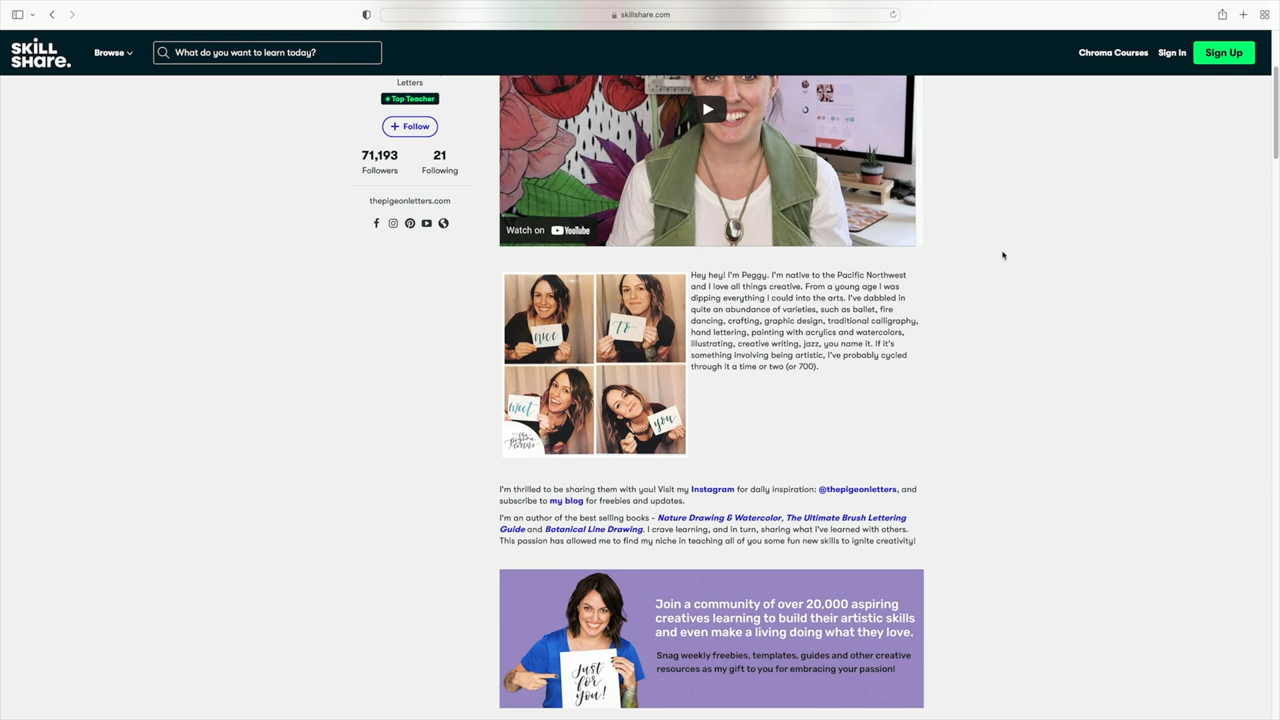 skillshare.com
SKILL
SHARE.
Browse
What do you want to learn today?
Chroma Courses
Sign In
Sign Up
Letters
★ Top Teacher
+ Follow
71,193
Followers
21
Following
thepigeonletters.com
Watch on YouTube
nice
to
meet
you
Hey hey! I'm Peggy. I'm native to the Pacific Northwest
and I love all things creative. From a young age I was
dipping everything I could into the arts. I've dabbled in
quite an abundance of varieties, such as ballet, fire
dancing, crafting, graphic design, traditional calligraphy,
hand lettering, painting with acrylics and watercolors,
illustrating, creative writing, jazz, you name it. If it's
something involving being artistic, I've probably cycled
through it a time or two (or 700).
I'm thrilled to be sharing them with you! Visit my Instagram for daily inspiration: @thepigeonletters, and
subscribe to my blog for freebies and updates.
I'm an author of the best selling books - Nature Drawing & Watercolor, The Ultimate Brush Lettering
Guide and Botanical Line Drawing. I crave learning, and in turn, sharing what I've learned with others.
This passion has allowed me to find my niche in teaching all of you some fun new skills to ignite creativity!
Join a community of over 20,000 aspiring
creatives learning to build their artistic skills
and even make a living doing what they love.
Snag weekly freebies, templates, guides and other creative
resources as my gift to you for embracing your passion!
Just
for
you!